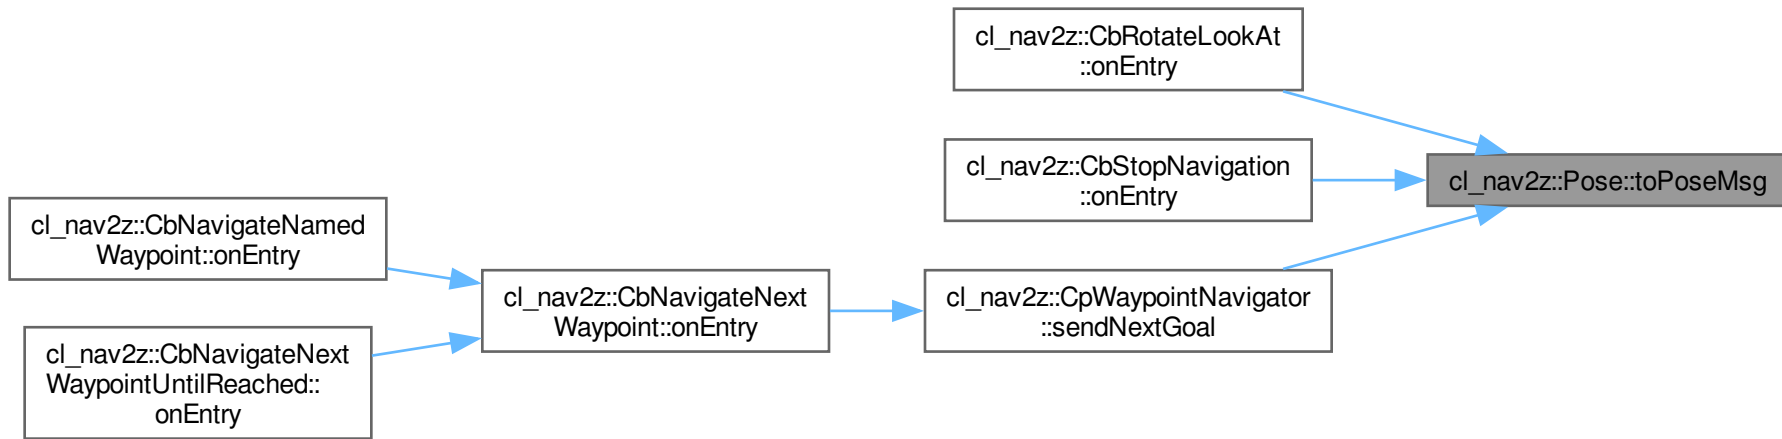 cl_nav2z::CbRotateLookAt
::onEntry
cl_nav2z::CbStopNavigation
::onEntry
cl_nav2z::Pose::toPoseMsg
cl_nav2z::CbNavigateNamed
Waypoint::onEntry
cl_nav2z::CbNavigateNext
Waypoint::onEntry
cl_nav2z::CpWaypointNavigator
::sendNextGoal
cl_nav2z::CbNavigateNext
WaypointUntilReached::
onEntry